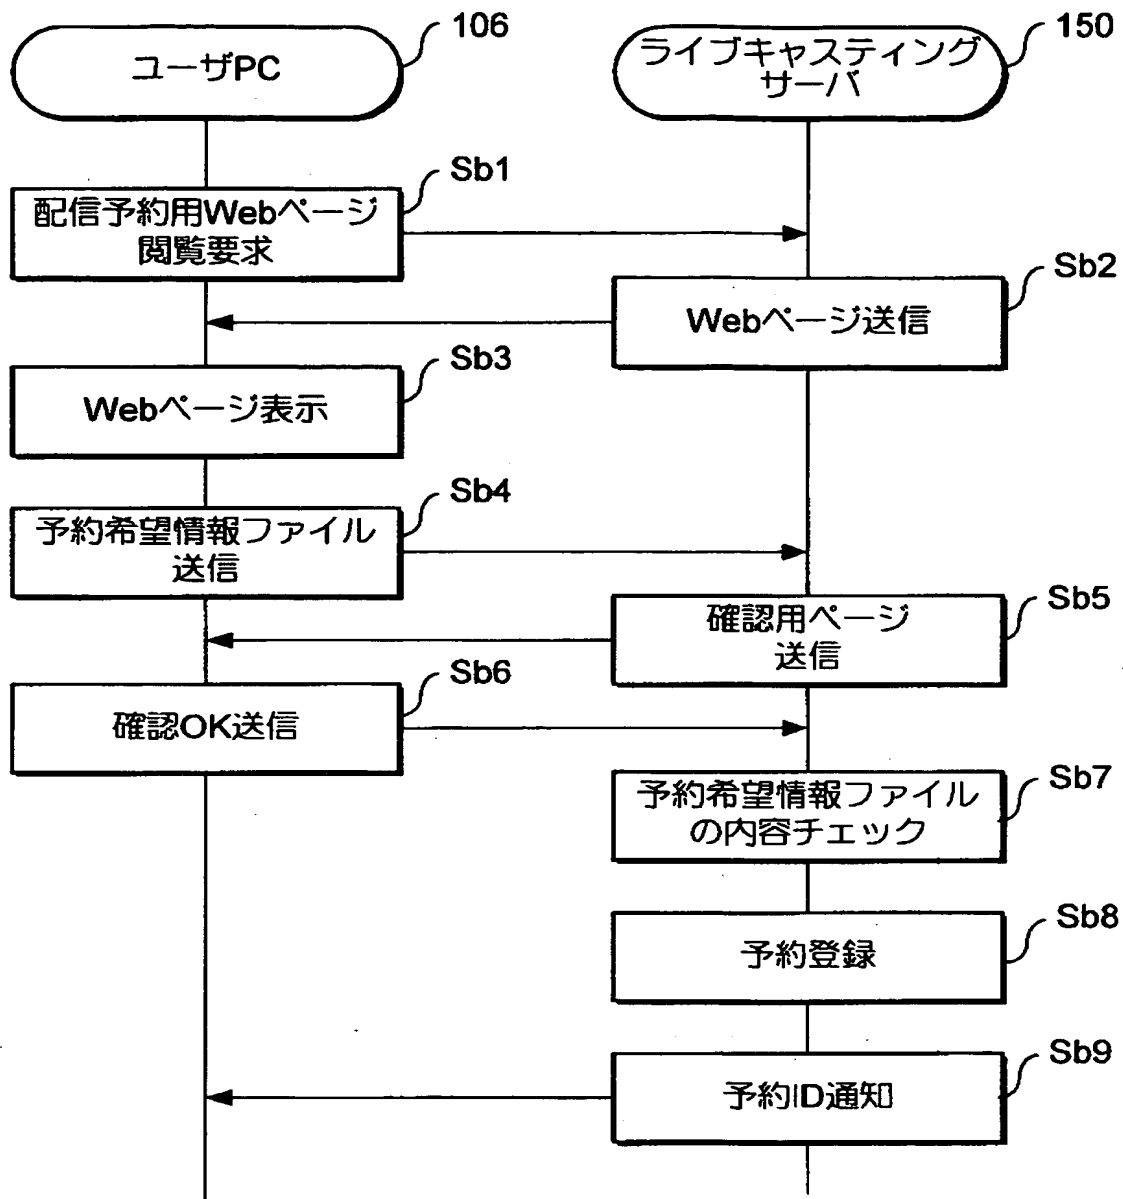 106
150
ユーザPC
ライブキャスティング
サーバ
Sb1
配信予約用Webページ
閲覧要求
Sb2
Webページ送信
Sb3
Webページ表示
Sb4
予約希望情報ファイル
送信
Sb5
確認用ページ
送信
Sb6
確認OK送信
Sb7
予約希望情報ファイル
の内容チェック
Sb8
予約登録
Sb9
予約ID通知